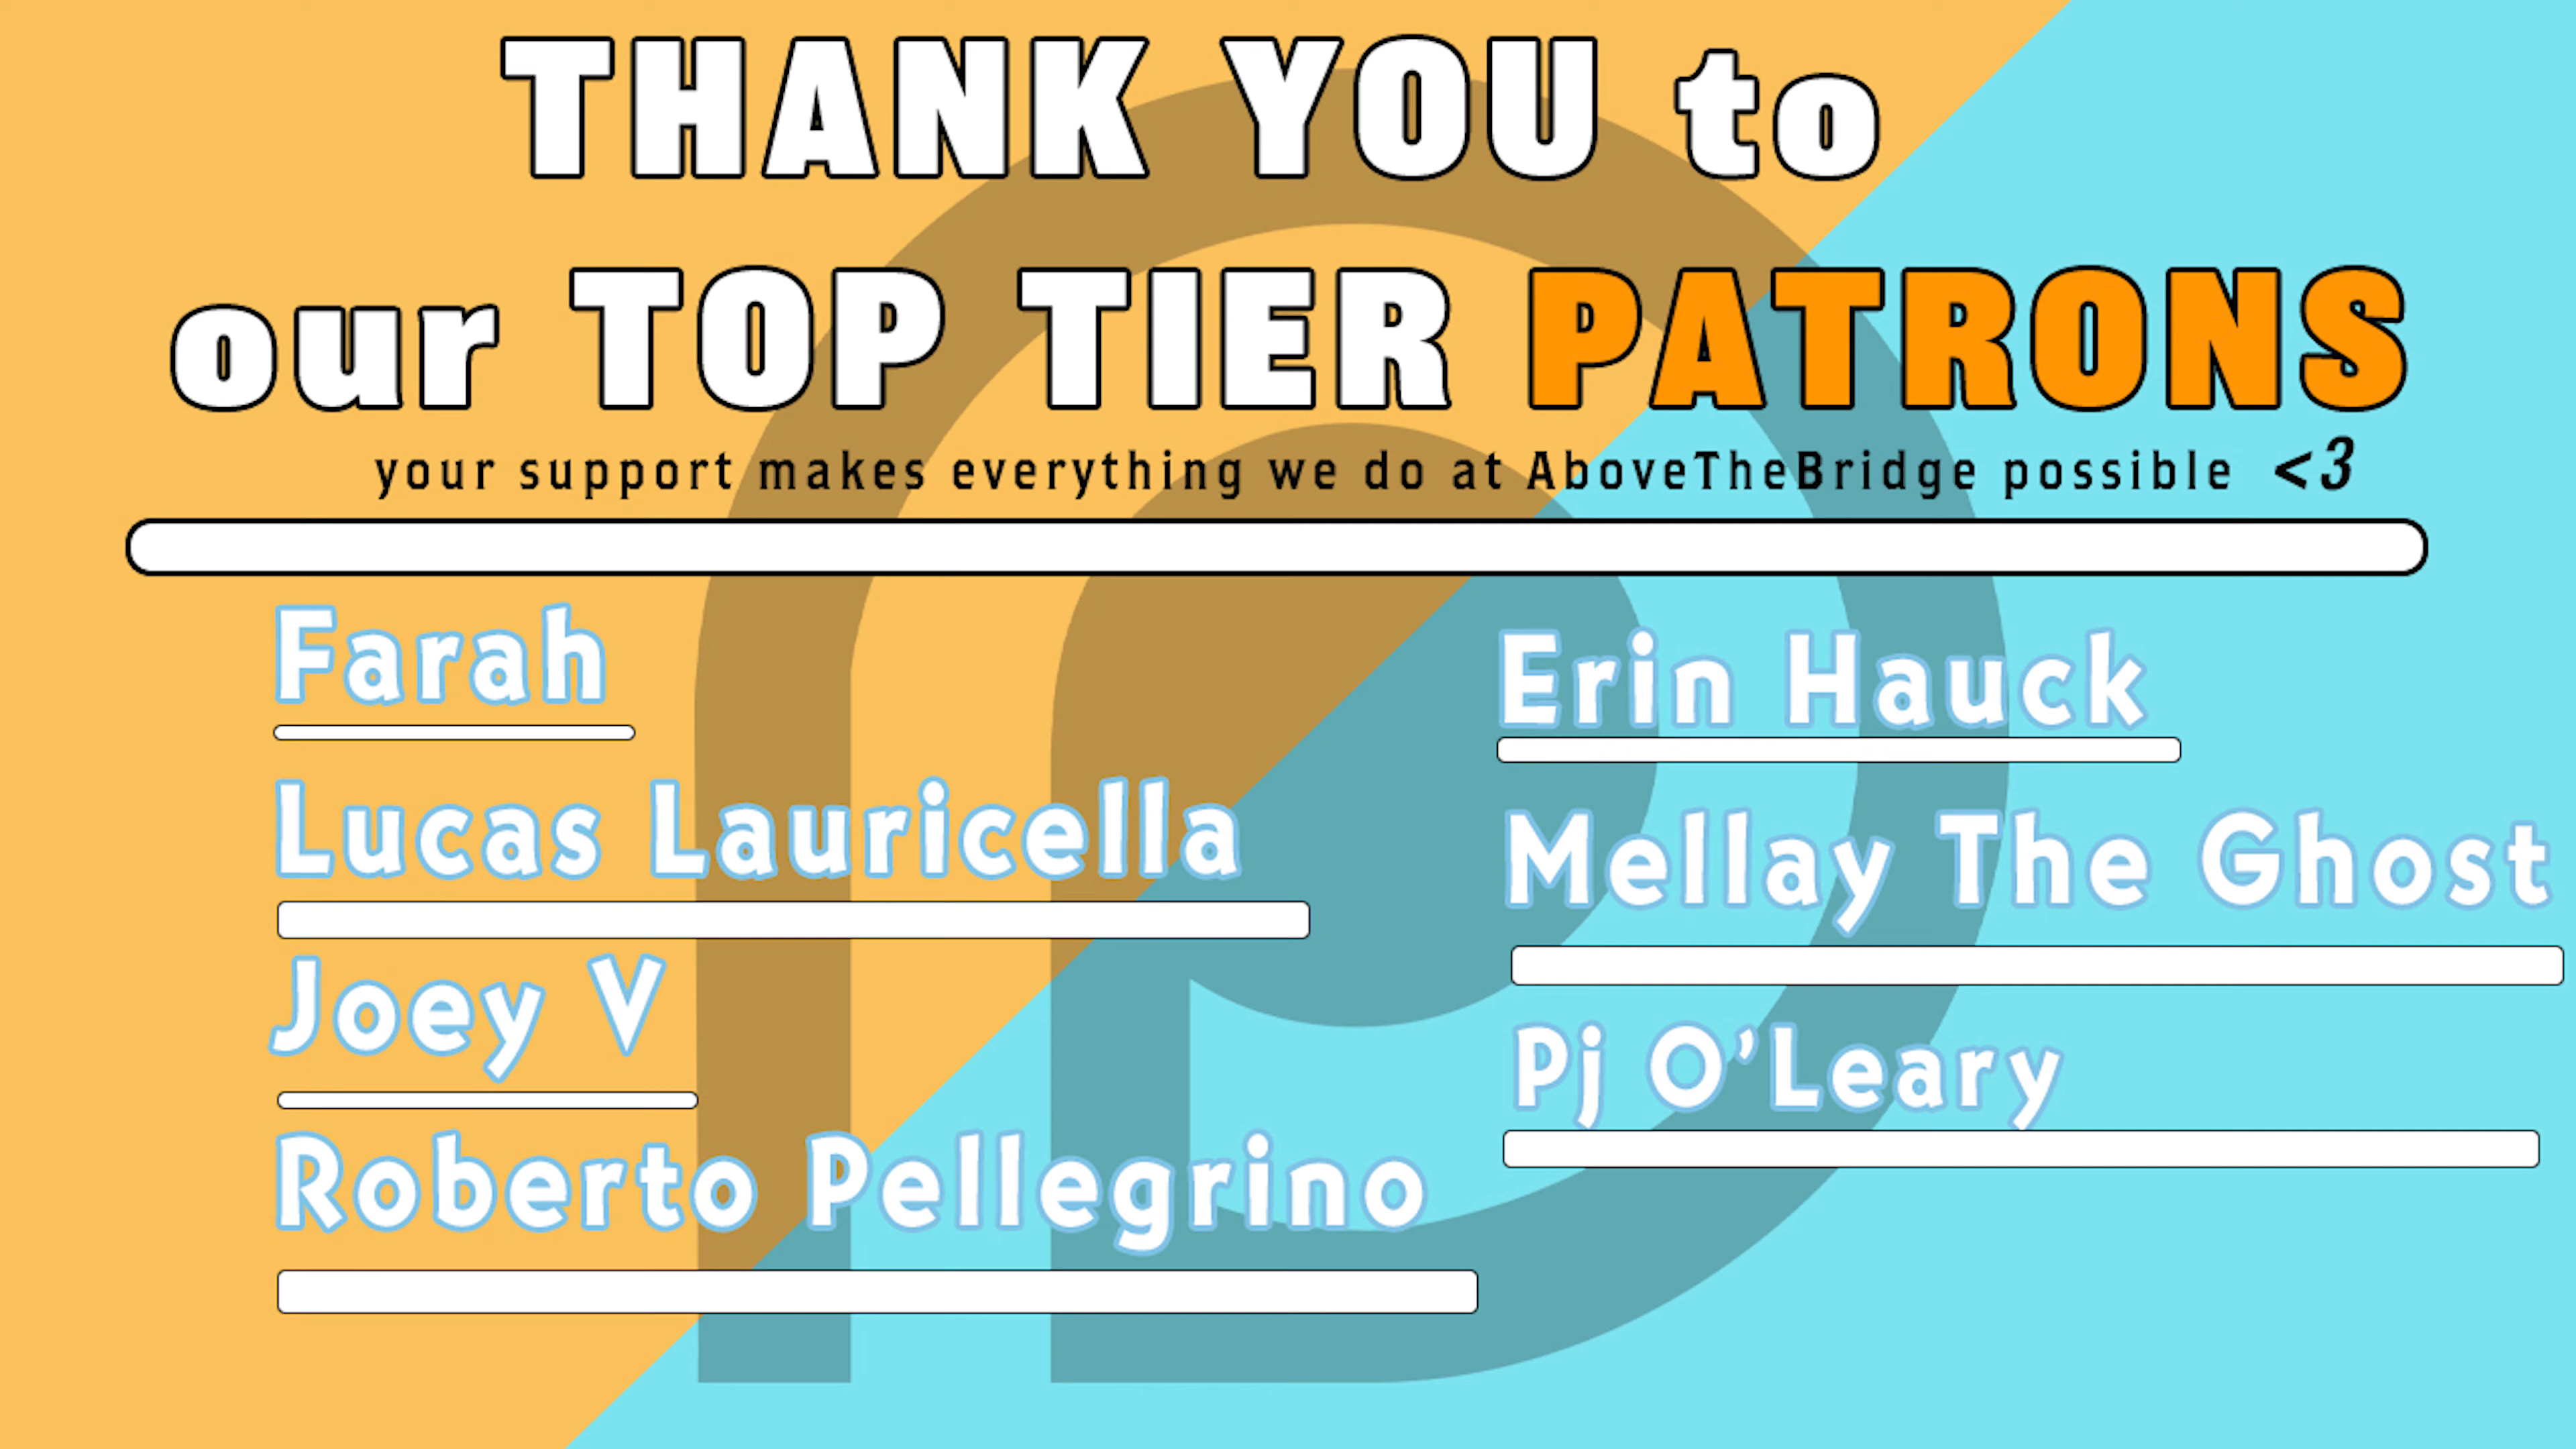 THANK YOU to
our TOP TIER PATRONS
your support makes everything we do at AboveTheBridge possible <3
Farah
Lucas Lauricella
Joey V
Roberto Pellegrino
Erin Hauck
Mellay The Ghost
Pj O'Leary